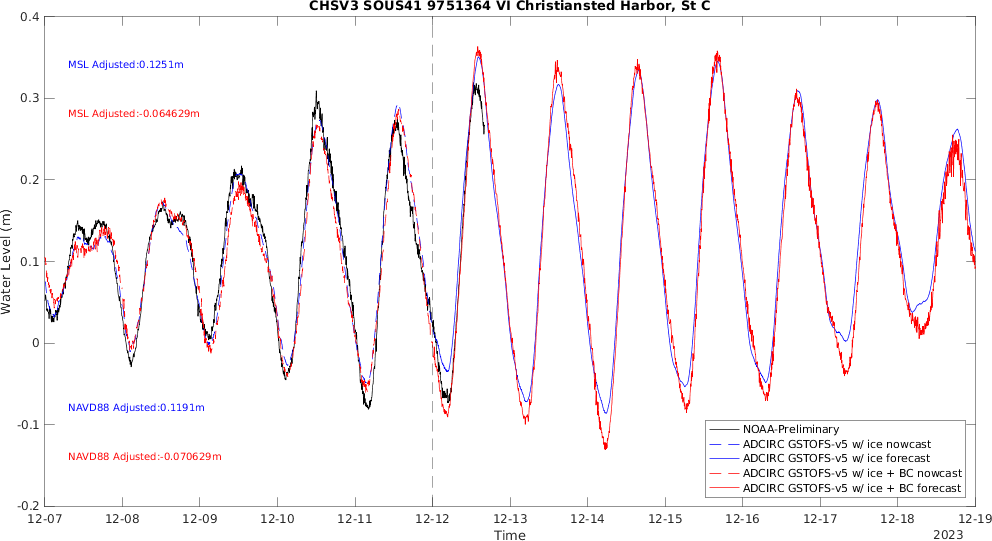 CHSV3 SOUS41 9751364 VI Christiansted Harbor, St C
0.4
0.3
0.2
0.1
0
-0.1
-0.2
Water Level (m)
MSL Adjusted:0.1251m
MSL Adjusted:-0.064629m
NAVD88 Adjusted:0.1191m
NAVD88 Adjusted:-0.070629m
NOAA-Preliminary
ADCIRC GSTOFS-v5 w/ ice nowcast
ADCIRC GSTOFS-v5 w/ ice forecast
ADCIRC GSTOFS-v5 w/ ice + BC nowcast
ADCIRC GSTOFS-v5 w/ ice + BC forecast
12-07 12-08 12-09 12-10 12-11 12-12 12-13 12-14 12-15 12-16 12-17 12-18 12-19
Time
2023